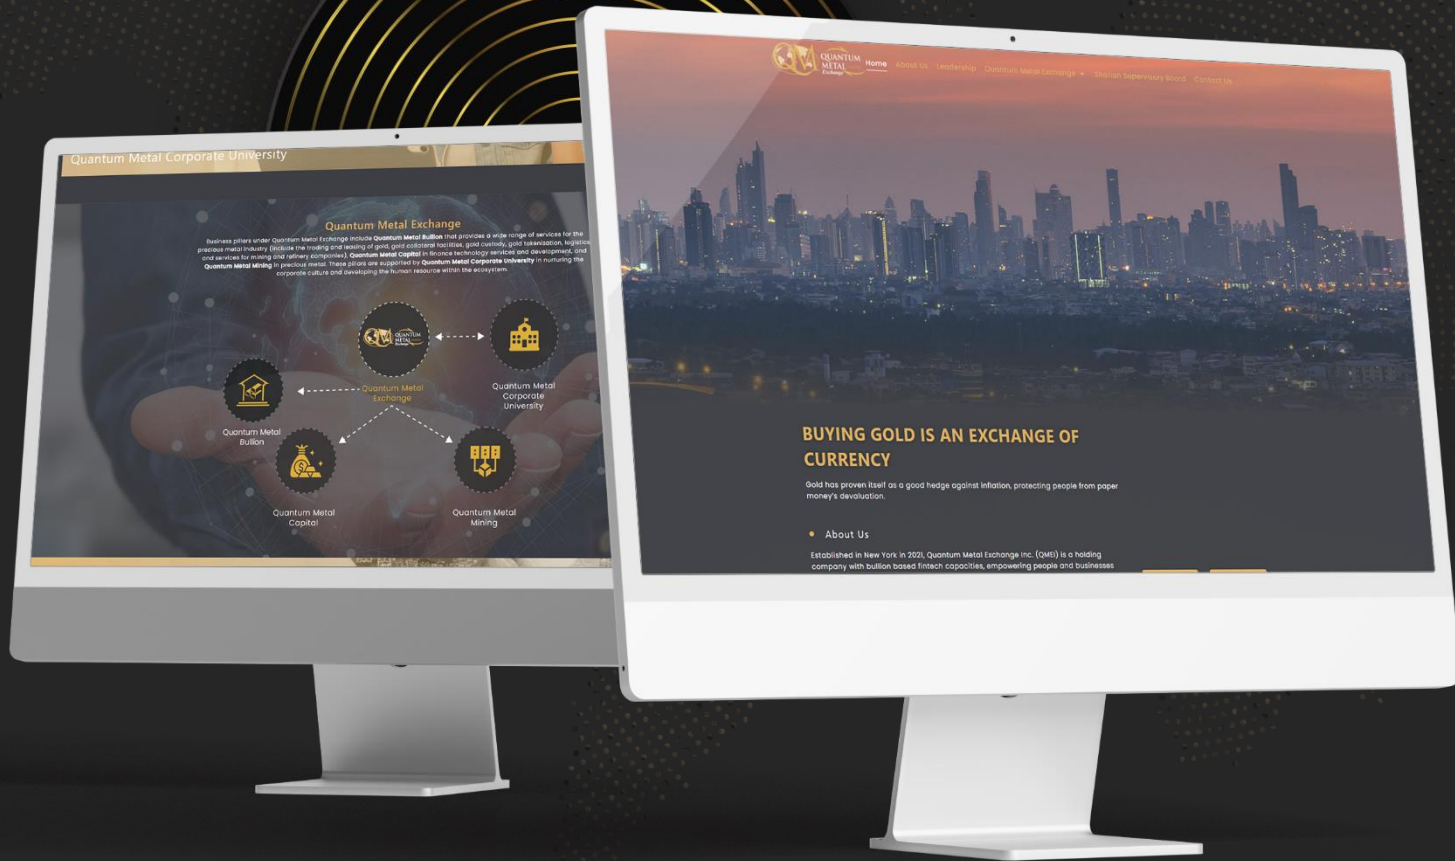 Quantum Metal Corporate University
Quantum Metal Exchange
Business pillars under Quantum Metal Exchange include Quantum Metal Bullion that provides a wide range of services for the
precious metal industry (include the trading and leasing of gold, gold collateral facilities, gold custody, gold tokenisation, logistics
and services for mining and refinery companies), Quantum Metal Capital in finance technology services and development, and
Quantum Metal Mining in precious metal. These pillars are supported by Quantum Metal Corporate University in nurturing the
corporate culture and developing the human resource within the ecosystem.
QM QUANTUM
METAL
Exchange
Quantum Metal
Exchange
Quantum Metal
Corporate
University
Quantum Metal
Bullion
Quantum Metal
Capital
Quantum Metal
Mining
QM QUANTUM
METAL
Exchange
Home About Us Leadership Quantum Metal Exchange Shariah Supervisory Board Contact Us
BUYING GOLD IS AN EXCHANGE OF
CURRENCY
Gold has proven itself as a good hedge against inflation, protecting people from paper
money's devaluation.
About Us
Established in New York in 2021, Quantum Metal Exchange Inc. (QMEI) is a holding
company with bullion based fintech capacities, empowering people and businesses